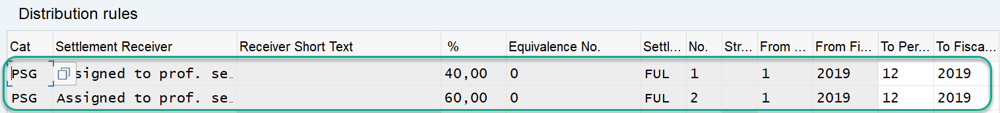 Distribution rules
Cat Settlement Receiver Receiver Short Text % Equivalence No. Settl... No. Str... From ... From Fi... To Per... To Fisca...
PSG signed to prof. se… 40,00 0 FUL 1 1 2019 12 2019
PSG Assigned to prof. se… 60,00 0 FUL 2 1 2019 12 2019